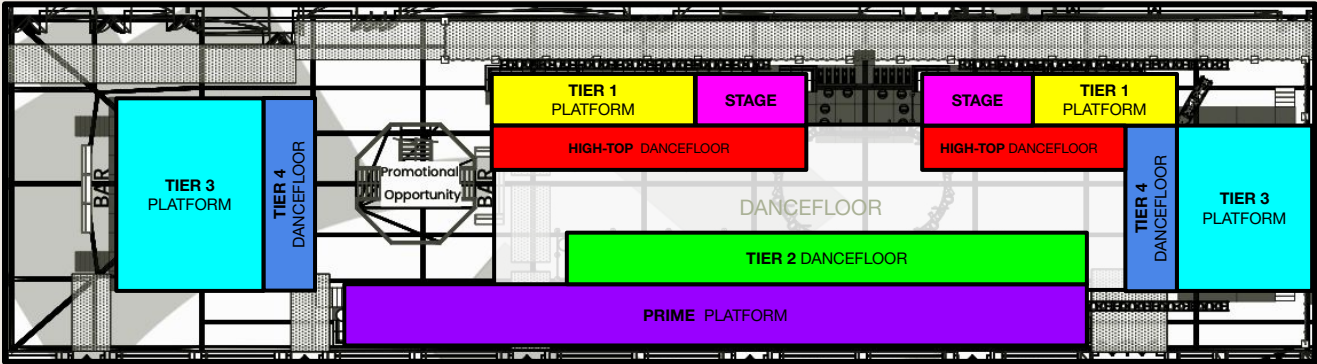 TIER 1
PLATFORM
STAGE
STAGE
TIER 1
PLATFORM
HIGH-TOP DANCEFLOOR
HIGH-TOP DANCEFLOOR
BAR
TIER 3
PLATFORM
TIER 4
DANCEFLOOR
Promotional
Opportunity
BAR
DANCEFLOOR
TIER 4
DANCEFLOOR
TIER 3
PLATFORM
TIER 2 DANCEFLOOR
PRIME PLATFORM